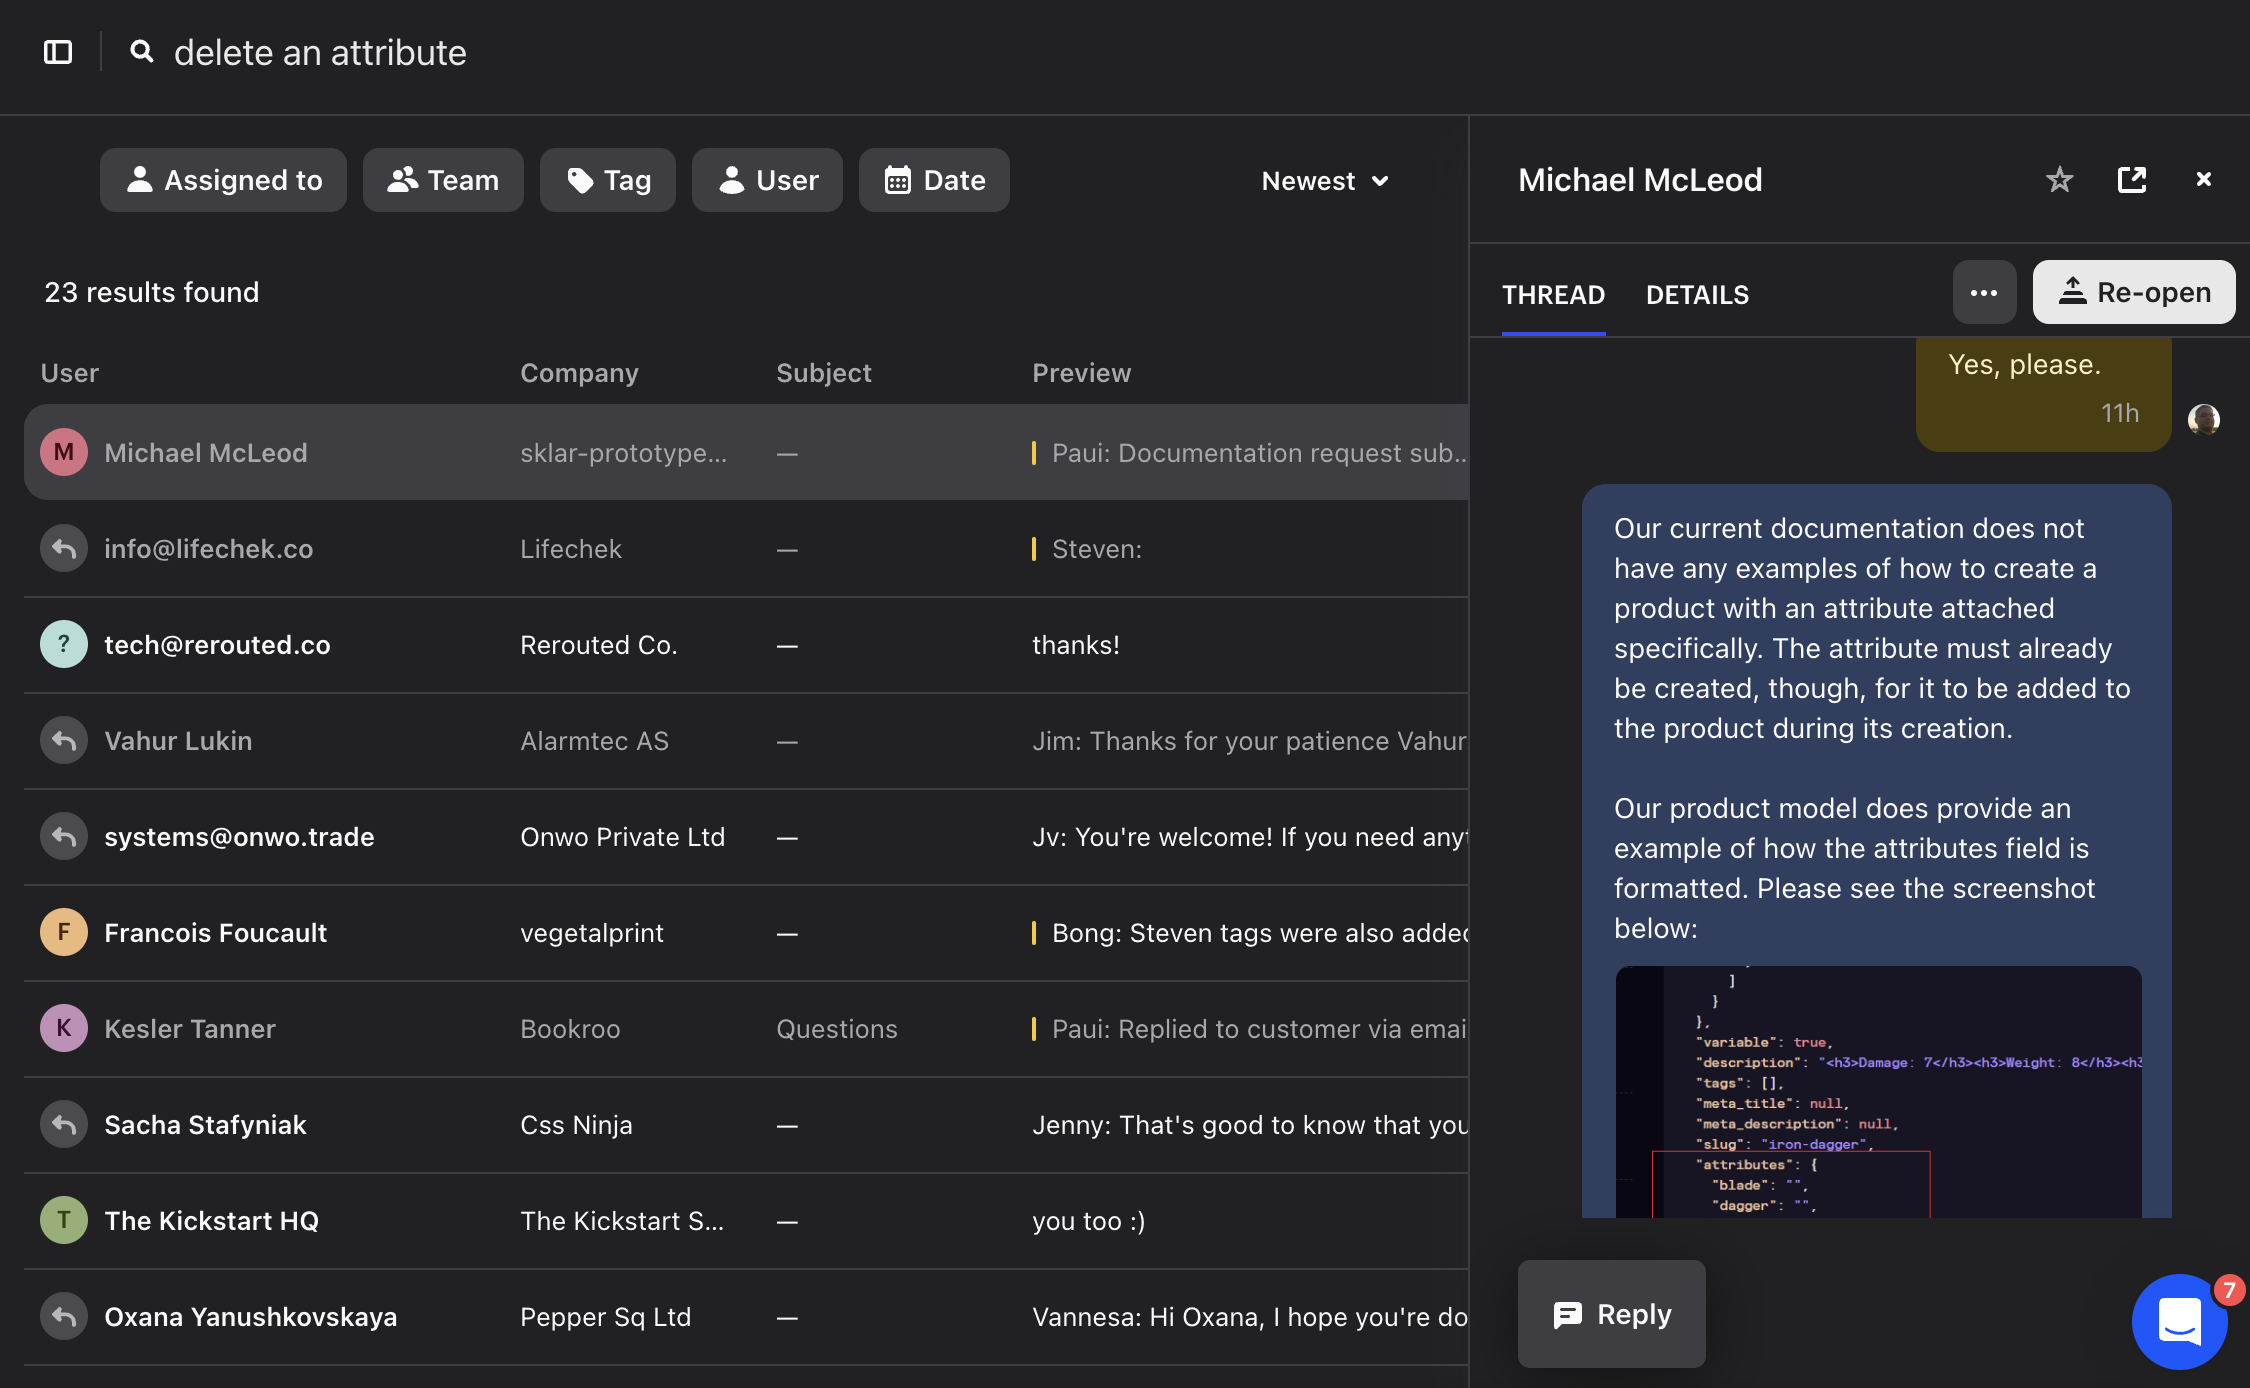 delete an attribute
Assigned to
Team
Tag
User
Date
Newest
23 results found
User Company Subject Preview
M Michael McLeod sklar-prototype... — Paui: Documentation request sub...
info@lifechek.co Lifechek — Steven:
? tech@rerouted.co Rerouted Co. — thanks!
Vahur Lukin Alarmtec AS — Jim: Thanks for your patience Vahur
systems@onwo.trade Onwo Private Ltd — Jv: You're welcome! If you need
F Francois Foucault vegetalprint — Bong: Steven tags were also
K Kesler Tanner Bookroo Questions Paui: Replied to customer via
Sacha Stafyniak Css Ninja — Jenny: That's good to know that you
T The Kickstart HQ The Kickstart S... — you too :)
Oxana Yanushkovskaya Pepper Sq Ltd — Vannesa: Hi Oxana, I hope you're do
Michael McLeod
THREAD DETAILS ... Re-open
Yes, please.
11h
Our current documentation does not
have any examples of how to create a
product with an attribute attached
specifically. The attribute must already
be created, though, for it to be added to
the product during its creation.
Our product model does provide an
example of how the attributes field is
formatted. Please see the screenshot
below:
]
}
},
"variable": true,
"description": "<h3>Damage: 7</h3><h3>Weight: 8</h3><h3
"tags": [],
"meta_title": null,
"meta_description": null,
"slug": "iron-dagger",
"attributes": {
"blade": "",
"dagger": "",
Reply
7